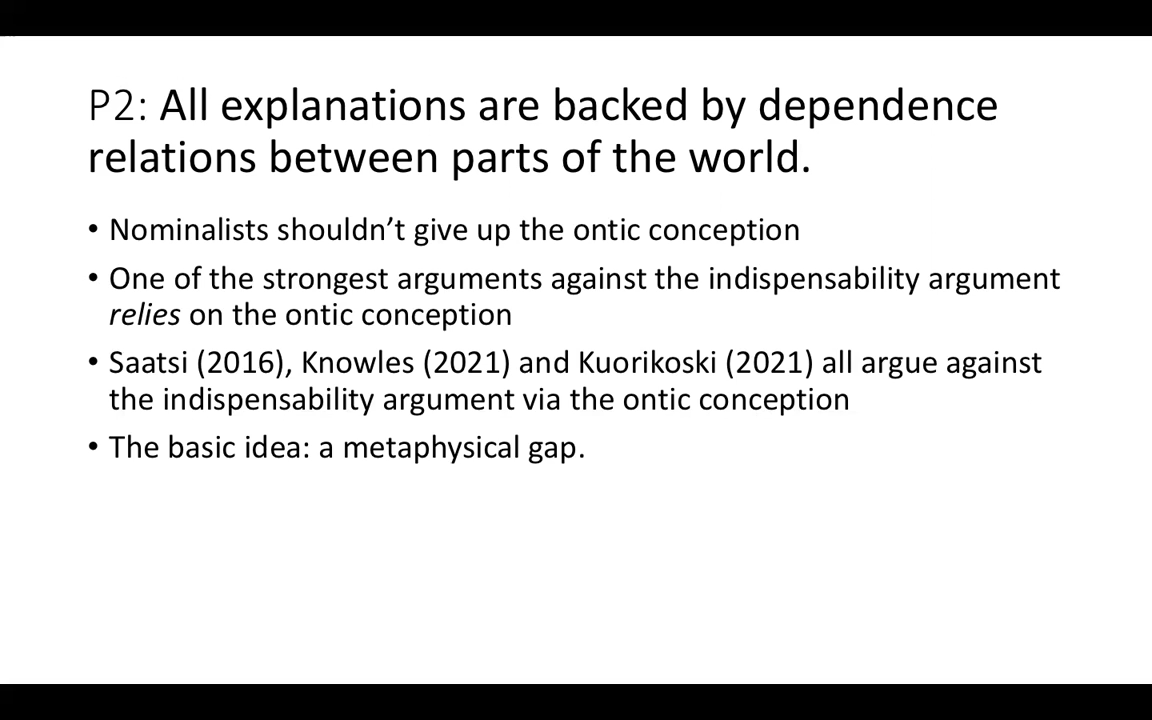 P2: All explanations are backed by dependence
relations between parts of the world.
• Nominalists shouldn’t give up the ontic conception
• One of the strongest arguments against the indispensability argument
relies on the ontic conception
• Saatsi (2016), Knowles (2021) and Kuorikoski (2021) all argue against
the indispensability argument via the ontic conception
• The basic idea: a metaphysical gap.